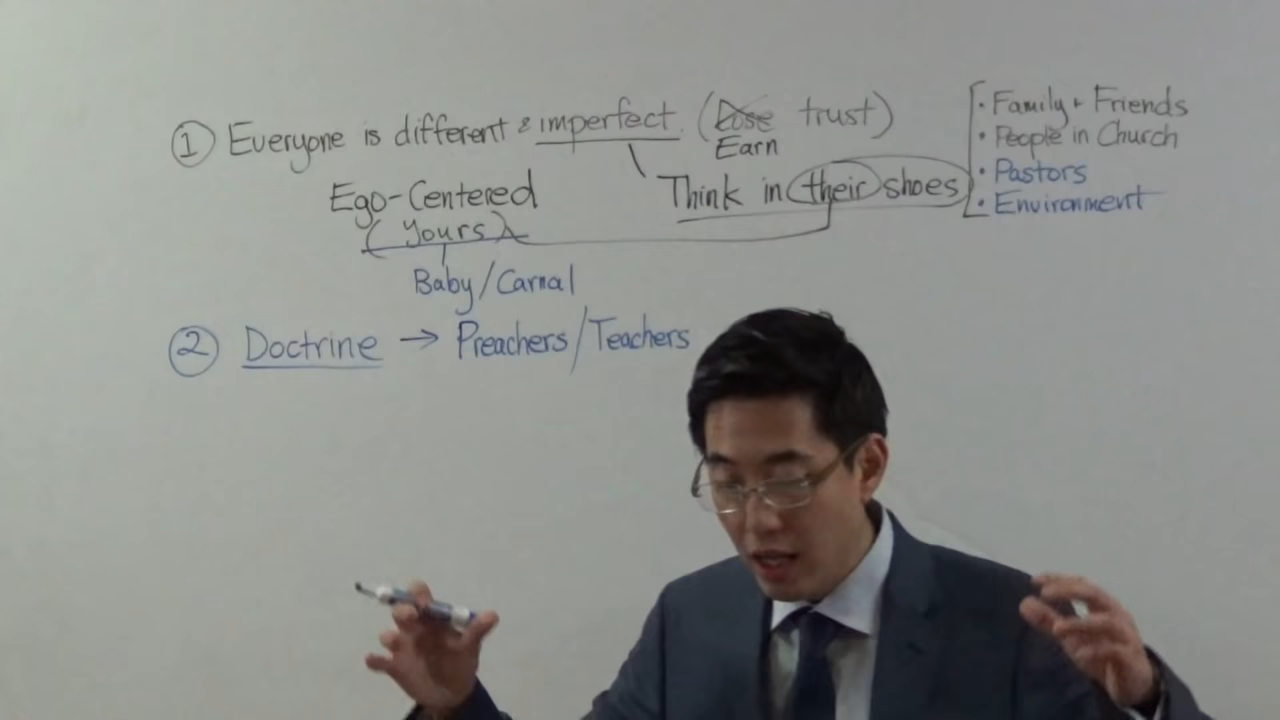 ① Everyone is different & imperfect. (Lose trust)
Earn
Ego-Centered
(Yours)
Think in their shoes
· Family + Friends
· People in Church
· Pastors
· Environment
Baby/Carnal
② Doctrine → Preachers/Teachers